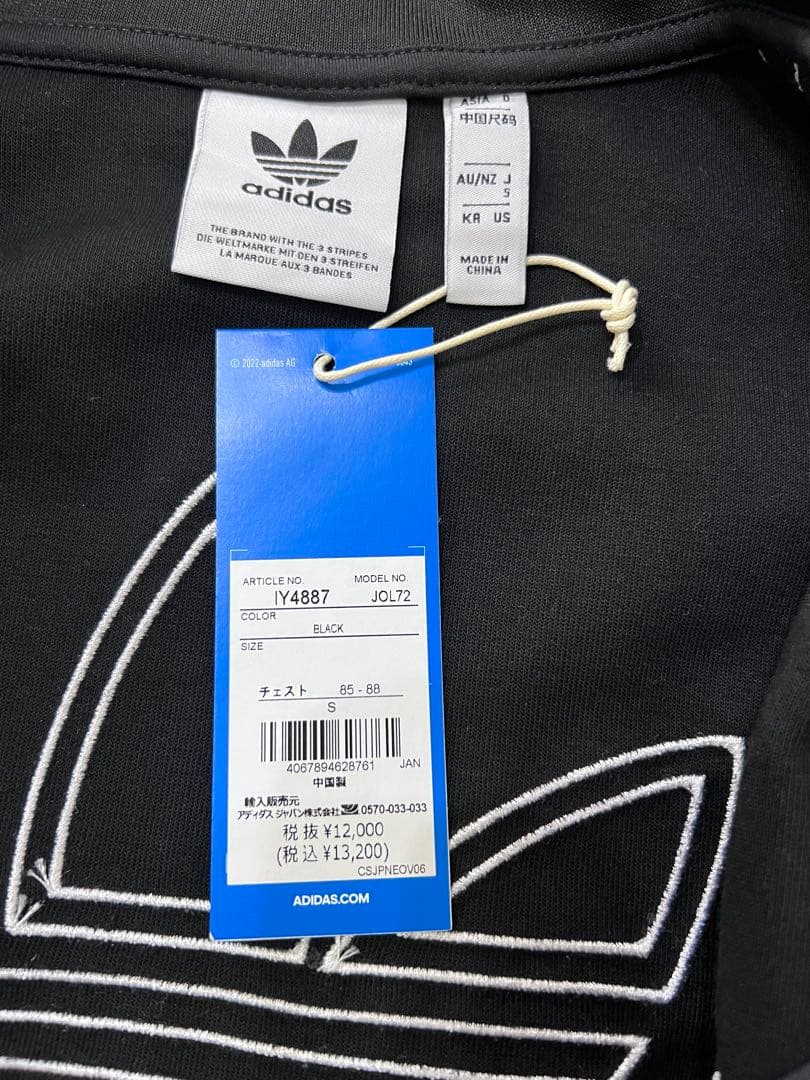 adidas
THE BRAND WITH THE 3 STRIPES
DIE WELTMARKE MIT DEN 3 STREIFEN
LA MARQUE AUX 3 BANDES
ASIA
中国尺码
AU/NZ J
S
KR US
MADE IN
CHINA
© 2022 adidas AG
ARTICLE NO. MODEL NO.
IY4887 JOL72
COLOR
BLACK
SIZE
チェスト 85 - 88
S
4067894628761 JAN
中国製
輸入販売元
アディダス ジャパン株式会社 0570-033-033
税抜 ¥12,000
(税込 ¥13,200)
CSJPNEOV06
ADIDAS.COM